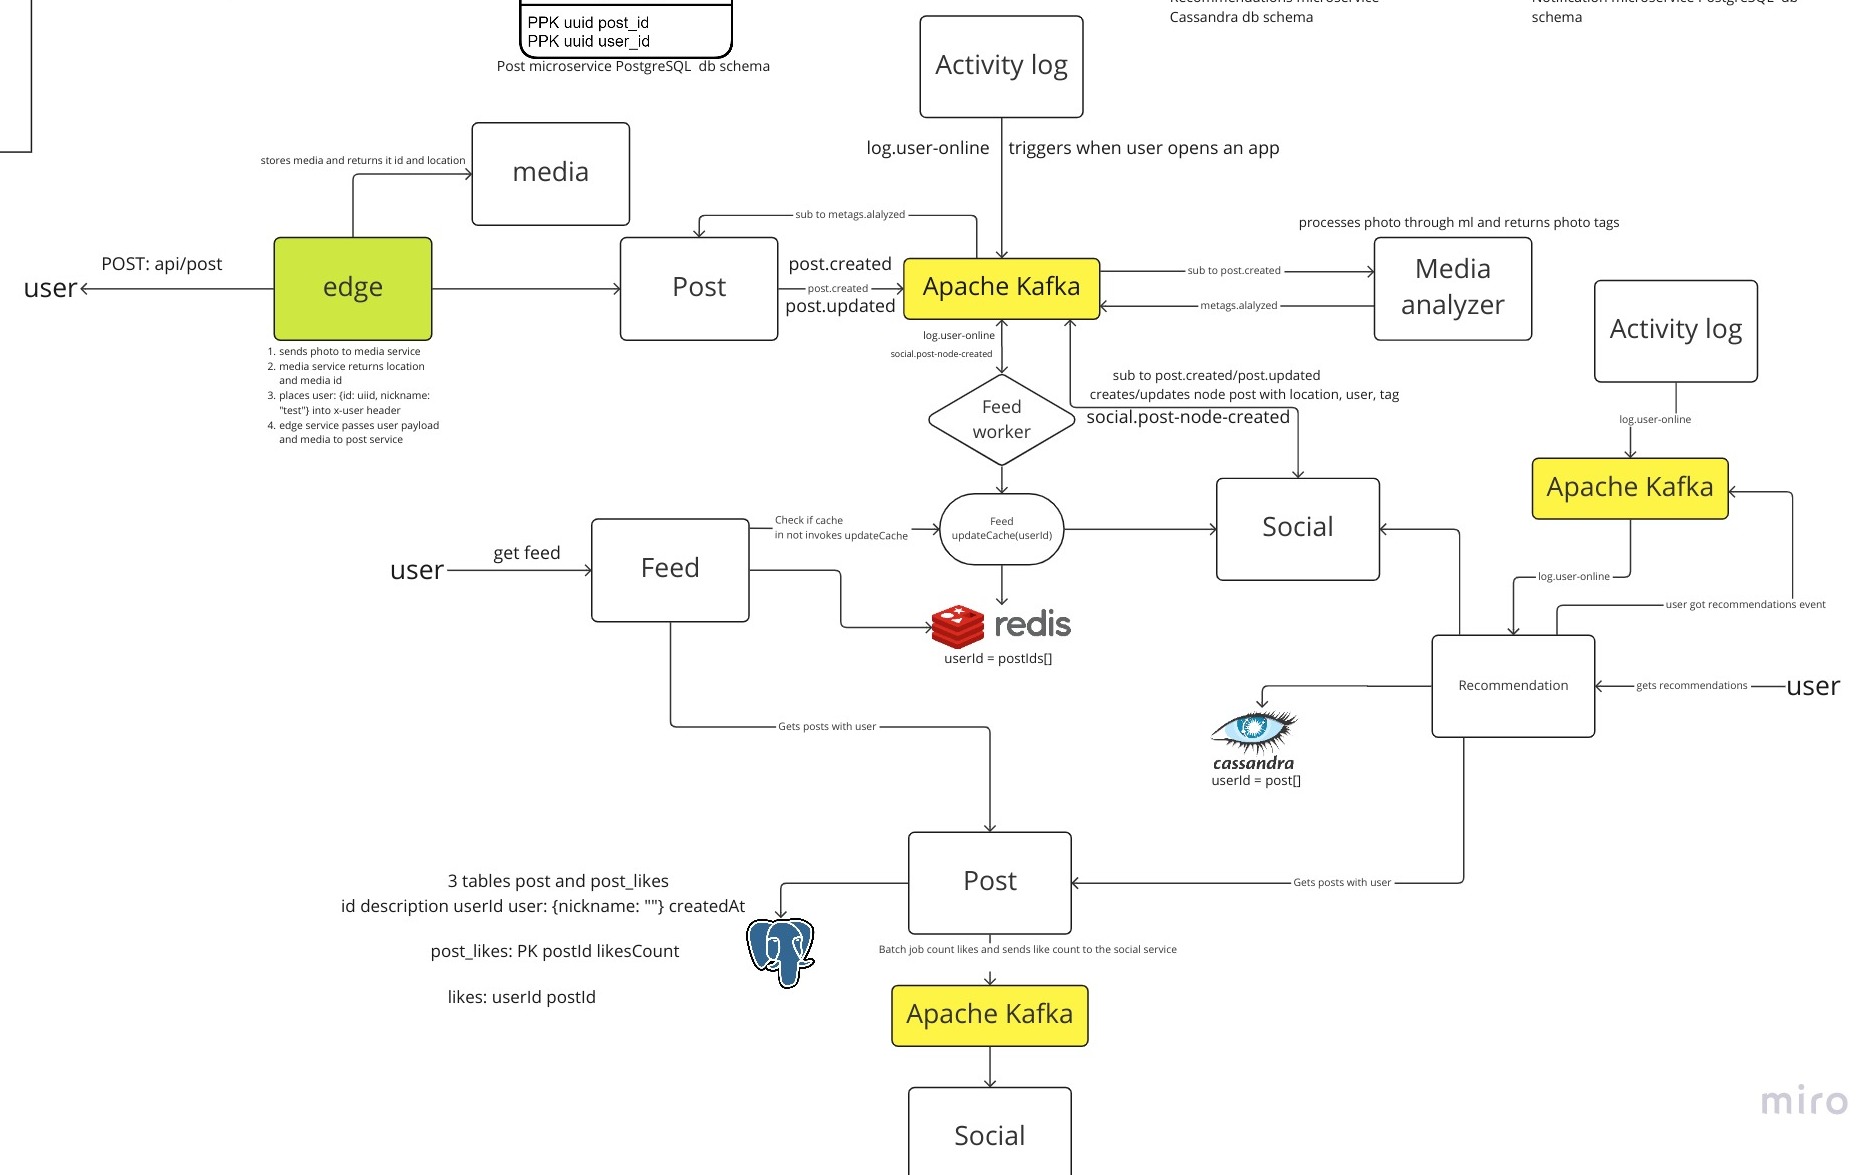 PPK uuid post_id
PPK uuid user_id
Post microservice PostgreSQL  db schema
Recommendations microservice
Cassandra db schema
Notification microservice PostgreSQL  db
schema
Activity log
log.user-online
triggers when user opens an app
stores media and returns it id and location
media
sub to metags.alalyzed
processes photo through ml and returns photo tags
user
POST: api/post
edge
Post
post.created
post.created
post.updated
Apache Kafka
sub to post.created
metags.alalyzed
Media
analyzer
Activity log
log.user-online
social.post-node-created
1. sends photo to media service
2. media service returns location
and media id
3. places user: {id: uiid, nickname:
"test"} into x-user header
4. edge service passes user payload
and media to post service
Feed
worker
sub to post.created/post.updated
creates/updates node post with location, user, tag
social.post-node-created
log.user-online
Apache Kafka
user
get feed
Feed
Check if cache
in not invokes updateCache
Feed
updateCache(userId)
Social
log.user-online
user got recommendations event
redis
userId = postIds[]
Recommendation
gets recommendations
user
Gets posts with user
cassandra
userId = post[]
Post
Gets posts with user
3 tables post and post_likes
id description userId user: {nickname: ""} createdAt
post_likes: PK postId likesCount
likes: userId postId
Batch job count likes and sends like count to the social service
Apache Kafka
Social
miro